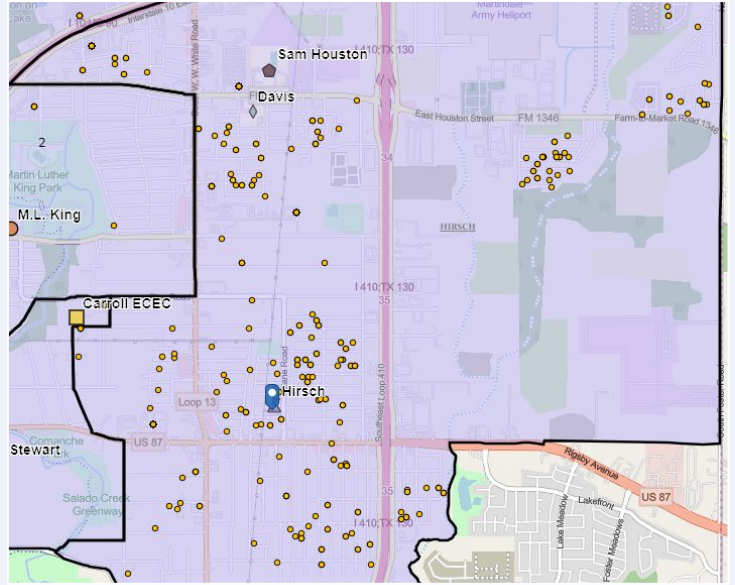 Martindale
Army Heliport
Interstate 10 E
I 410;TX 130
W. W. White Road
Sam Houston
Davis
East Houston Street
FM 1346
Farm-to-Market Road 1346
2
34
Martin Luther
King Park
M.L. King
HIRSCH
I 410;TX 130
35
Carroll ECEC
Loop 13
Hirsch
Southeast Loop 410
US 87
Comanche
Stewart
Rigsby Avenue
Salado Creek
Greenway
35
US 87
Lakefront
I 410;TX 130
Lake Meadow
Foster Meadows